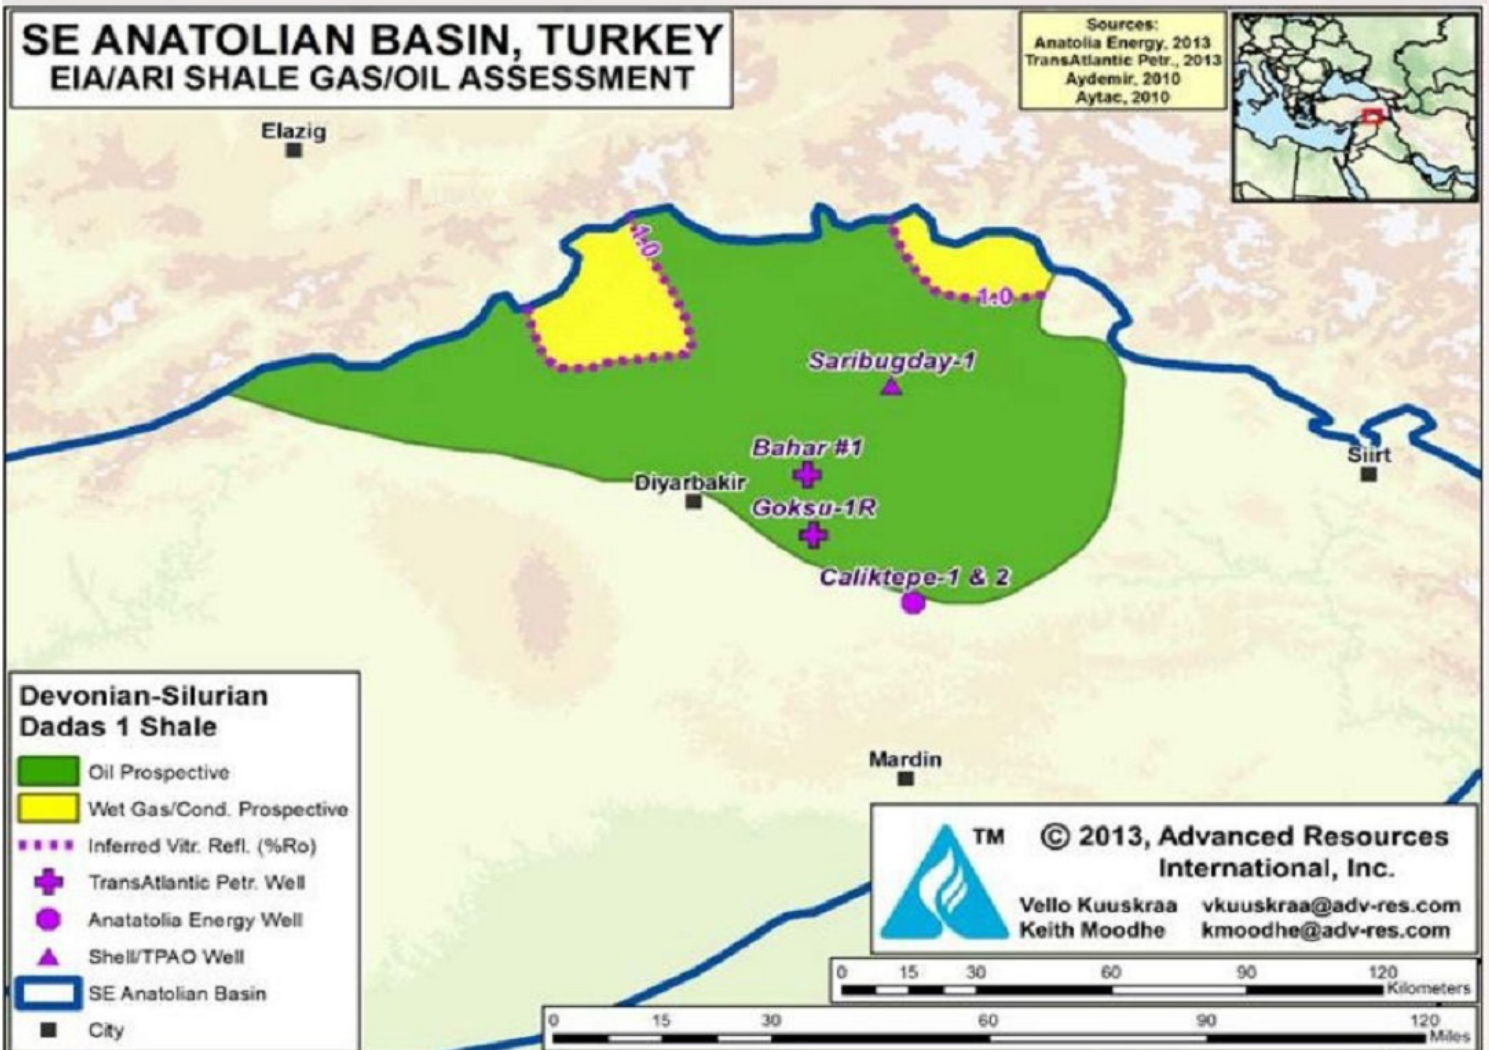 SE ANATOLIAN BASIN, TURKEY
EIA/ARI SHALE GAS/OIL ASSESSMENT
Sources:
Anatolia Energy, 2013
TransAtlantic Petr., 2013
Aydemir, 2010
Aytac, 2010
Elazig
1.0
1.0
Saribugday-1
Bahar #1
Siirt
Diyarbakir
Goksu-1R
Caliktepe-1 & 2
Mardin
Devonian-Silurian
Dadas 1 Shale
Oil Prospective
Wet Gas/Cond. Prospective
Inferred Vitr. Refl. (%Ro)
TransAtlantic Petr. Well
Anatatolia Energy Well
Shell/TPAO Well
SE Anatolian Basin
City
TM
© 2013, Advanced Resources
International, Inc.
Vello Kuuskraa vkuuskraa@adv-res.com
Keith Moodhe kmoodhe@adv-res.com
0 15 30 60 90 120
Kilometers
0 15 30 60 90 120
Miles